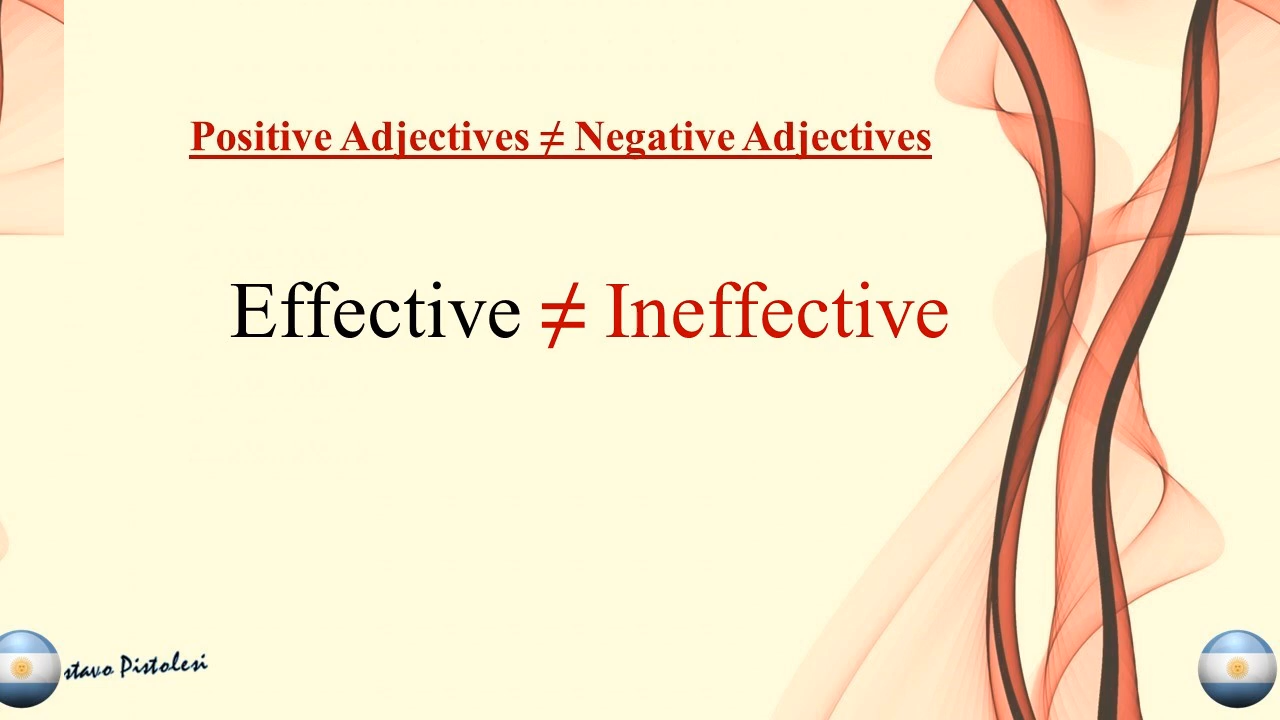 Positive Adjectives ≠ Negative Adjectives
Effective ≠ Ineffective
stavo Pistolesi